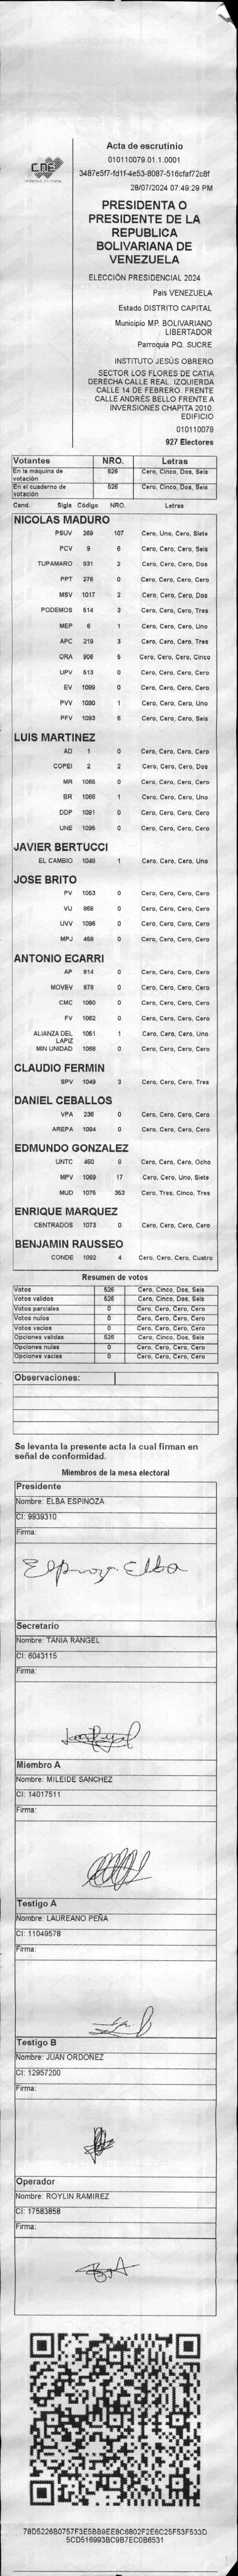 CNE
Acta de escrutinio
010110079.01.1.0001
3487e5f7-fd1f-4e53-8087-516cfaf72c8f
28/07/2024 07:49:29 PM
PRESIDENTA O
PRESIDENTE DE LA
REPUBLICA
BOLIVARIANA DE
VENEZUELA
ELECCIÓN PRESIDENCIAL 2024
País VENEZUELA
Estado DISTRITO CAPITAL
Municipio MP. BOLIVARIANO
LIBERTADOR
Parroquia PQ. SUCRE
INSTITUTO JESÚS OBRERO
SECTOR LOS FLORES DE CATIA
DERECHA CALLE REAL. IZQUIERDA
CALLE 14 DE FEBRERO. FRENTE
CALLE ANDRÉS BELLO FRENTE A
INVERSIONES CHAPITA 2010.
EDIFICIO
010110079
927 Electores
Votantes NRO. Letras
En la máquina de
votación 526 Cero, Cinco, Dos, Seis
En el cuaderno de
votación 526 Cero, Cinco, Dos, Seis
Cand. Sigla Código NRO. Letras
NICOLAS MADURO
PSUV 269 107 Cero, Uno, Cero, Siete
PCV 9 6 Cero, Cero, Cero, Seis
TUPAMARO 931 2 Cero, Cero, Cero, Dos
PPT 276 0 Cero, Cero, Cero, Cero
MSV 1017 2 Cero, Cero, Cero, Dos
PODEMOS 514 3 Cero, Cero, Cero, Tres
MEP 6 1 Cero, Cero, Cero, Uno
APC 219 3 Cero, Cero, Cero, Tres
ORA 906 5 Cero, Cero, Cero, Cinco
UPV 513 0 Cero, Cero, Cero, Cero
EV 1099 0 Cero, Cero, Cero, Cero
PVV 1090 1 Cero, Cero, Cero, Uno
PFV 1093 6 Cero, Cero, Cero, Seis
LUIS MARTINEZ
AD 1 0 Cero, Cero, Cero, Cero
COPEI 2 2 Cero, Cero, Cero, Dos
MR 1065 0 Cero, Cero, Cero, Cero
BR 1066 1 Cero, Cero, Cero, Uno
DDP 1091 0 Cero, Cero, Cero, Cero
UNE 1095 0 Cero, Cero, Cero, Cero
JAVIER BERTUCCI
EL CAMBIO 1048 1 Cero, Cero, Cero, Uno
JOSE BRITO
PV 1053 0 Cero, Cero, Cero, Cero
VU 868 0 Cero, Cero, Cero, Cero
UVV 1096 0 Cero, Cero, Cero, Cero
MPJ 458 0 Cero, Cero, Cero, Cero
ANTONIO ECARRI
AP 814 0 Cero, Cero, Cero, Cero
MOVEV 878 0 Cero, Cero, Cero, Cero
CMC 1050 0 Cero, Cero, Cero, Cero
FV 1062 0 Cero, Cero, Cero, Cero
ALIANZA DEL
LAPIZ 1051 1 Cero, Cero, Cero, Uno
MIN UNIDAD 1068 0 Cero, Cero, Cero, Cero
CLAUDIO FERMIN
SPV 1049 3 Cero, Cero, Cero, Tres
DANIEL CEBALLOS
VPA 236 0 Cero, Cero, Cero, Cero
AREPA 1094 0 Cero, Cero, Cero, Cero
EDMUNDO GONZALEZ
UNTC 460 8 Cero, Cero, Cero, Ocho
MPV 1069 17 Cero, Cero, Uno, Siete
MUD 1075 353 Cero, Tres, Cinco, Tres
ENRIQUE MARQUEZ
CENTRADOS 1073 0 Cero, Cero, Cero, Cero
BENJAMIN RAUSSEO
CONDE 1092 4 Cero, Cero, Cero, Cuatro
Resumen de votos
Votos 526 Cero, Cinco, Dos, Seis
Votos validos 526 Cero, Cinco, Dos, Seis
Votos parciales 0 Cero, Cero, Cero, Cero
Votos nulos 0 Cero, Cero, Cero, Cero
Votos vacios 0 Cero, Cero, Cero, Cero
Opciones validas 526 Cero, Cinco, Dos, Seis
Opciones nulas 0 Cero, Cero, Cero, Cero
Opciones vacias 0 Cero, Cero, Cero, Cero
Observaciones:
Se levanta la presente acta la cual firman en
señal de conformidad.
Miembros de la mesa electoral
Presidente
Nombre: ELBA ESPINOZA
CI: 9939310
Firma:
Espinoza Elba
Secretario
Nombre: TANIA RANGEL
CI: 6043115
Firma:
Miembro A
Nombre: MILEIDE SANCHEZ
CI: 14017511
Firma:
Testigo A
Nombre: LAUREANO PEÑA
CI: 11049578
Firma:
Testigo B
Nombre: JUAN ORDOÑEZ
CI: 12957200
Firma:
Operador
Nombre: ROYLIN RAMIREZ
CI: 17583858
Firma:
78D5226B0757F3E5BB9EE8C6802F2E6C25F53F533D
5CD516993BC9B7EC0B6531